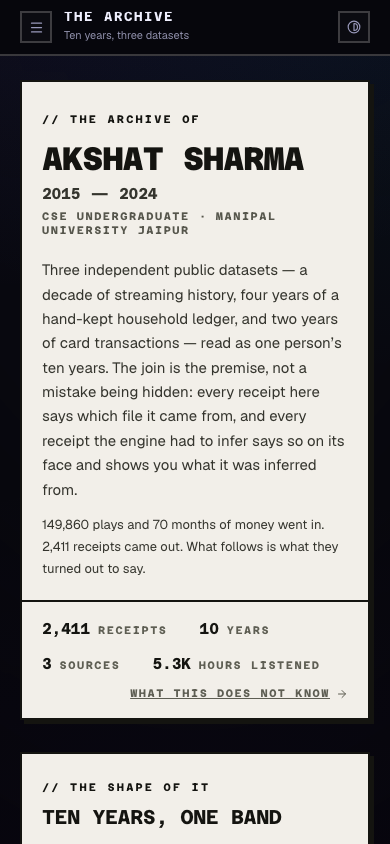 THE ARCHIVE
Ten years, three datasets
// THE ARCHIVE OF
AKSHAT SHARMA
2015 — 2024
CSE UNDERGRADUATE · MANIPAL
UNIVERSITY JAIPUR
Three independent public datasets — a
decade of streaming history, four years of a
hand-kept household ledger, and two years
of card transactions — read as one person’s
ten years. The join is the premise, not a
mistake being hidden: every receipt here
says which file it came from, and every
receipt the engine had to infer says so on its
face and shows you what it was inferred
from.
149,860 plays and 70 months of money went in.
2,411 receipts came out. What follows is what they
turned out to say.
2,411 RECEIPTS 10 YEARS
3 SOURCES 5.3K HOURS LISTENED
WHAT THIS DOES NOT KNOW →
// THE SHAPE OF IT
TEN YEARS, ONE BAND